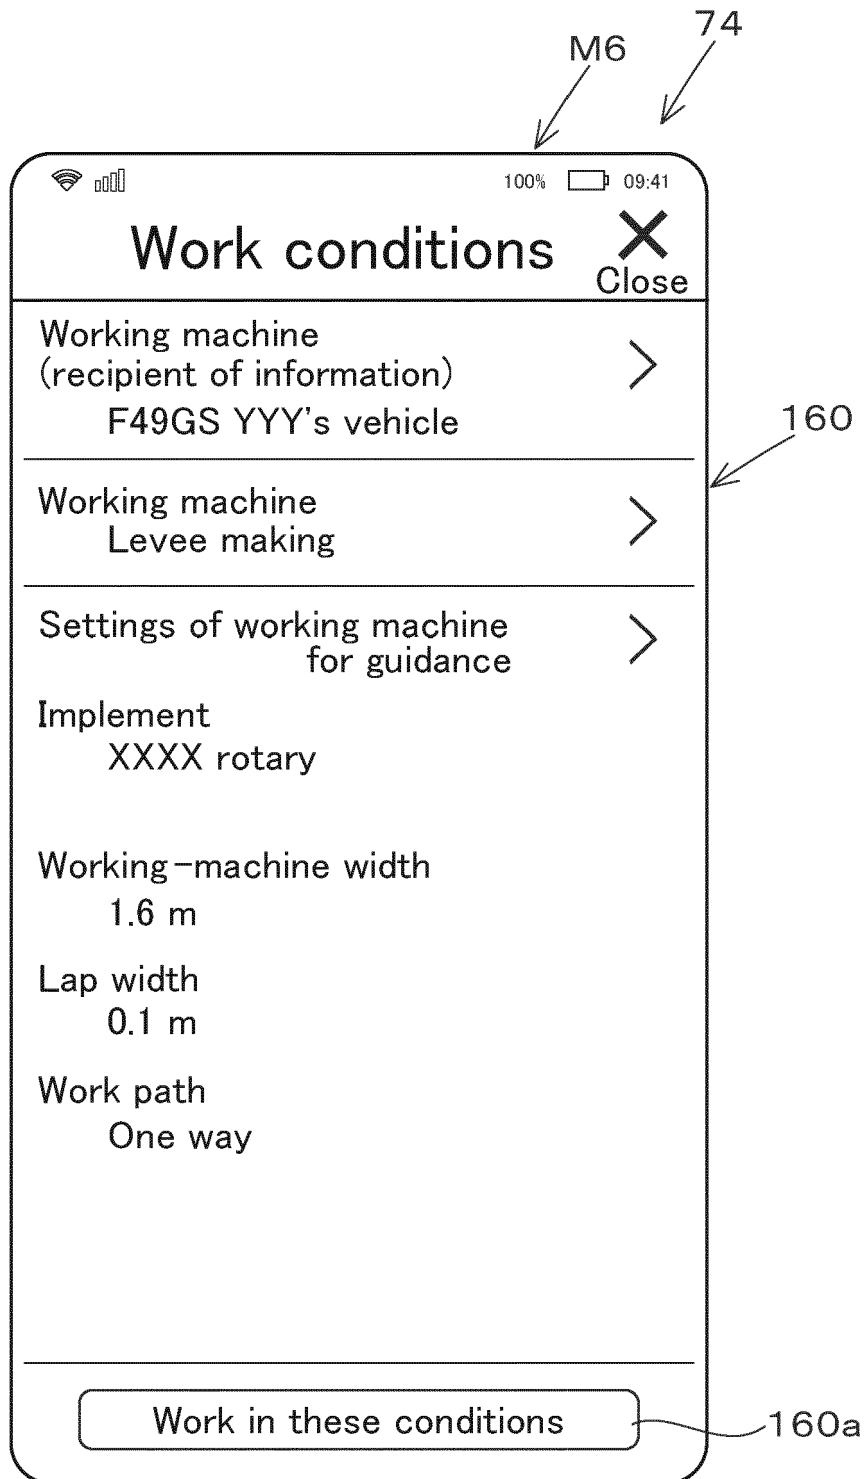 74
M6
100% 09:41
Work conditions
Close
Working machine
(recipient of information)
F49GS YYY's vehicle
160
Working machine
Levee making
Settings of working machine
for guidance
Implement
XXXX rotary
Working-machine width
1.6 m
Lap width
0.1 m
Work path
One way
Work in these conditions
160a